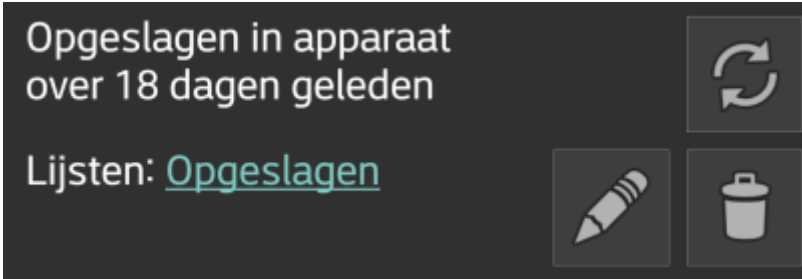 Opgeslagen in apparaat
over 18 dagen geleden
Lijsten: Opgeslagen